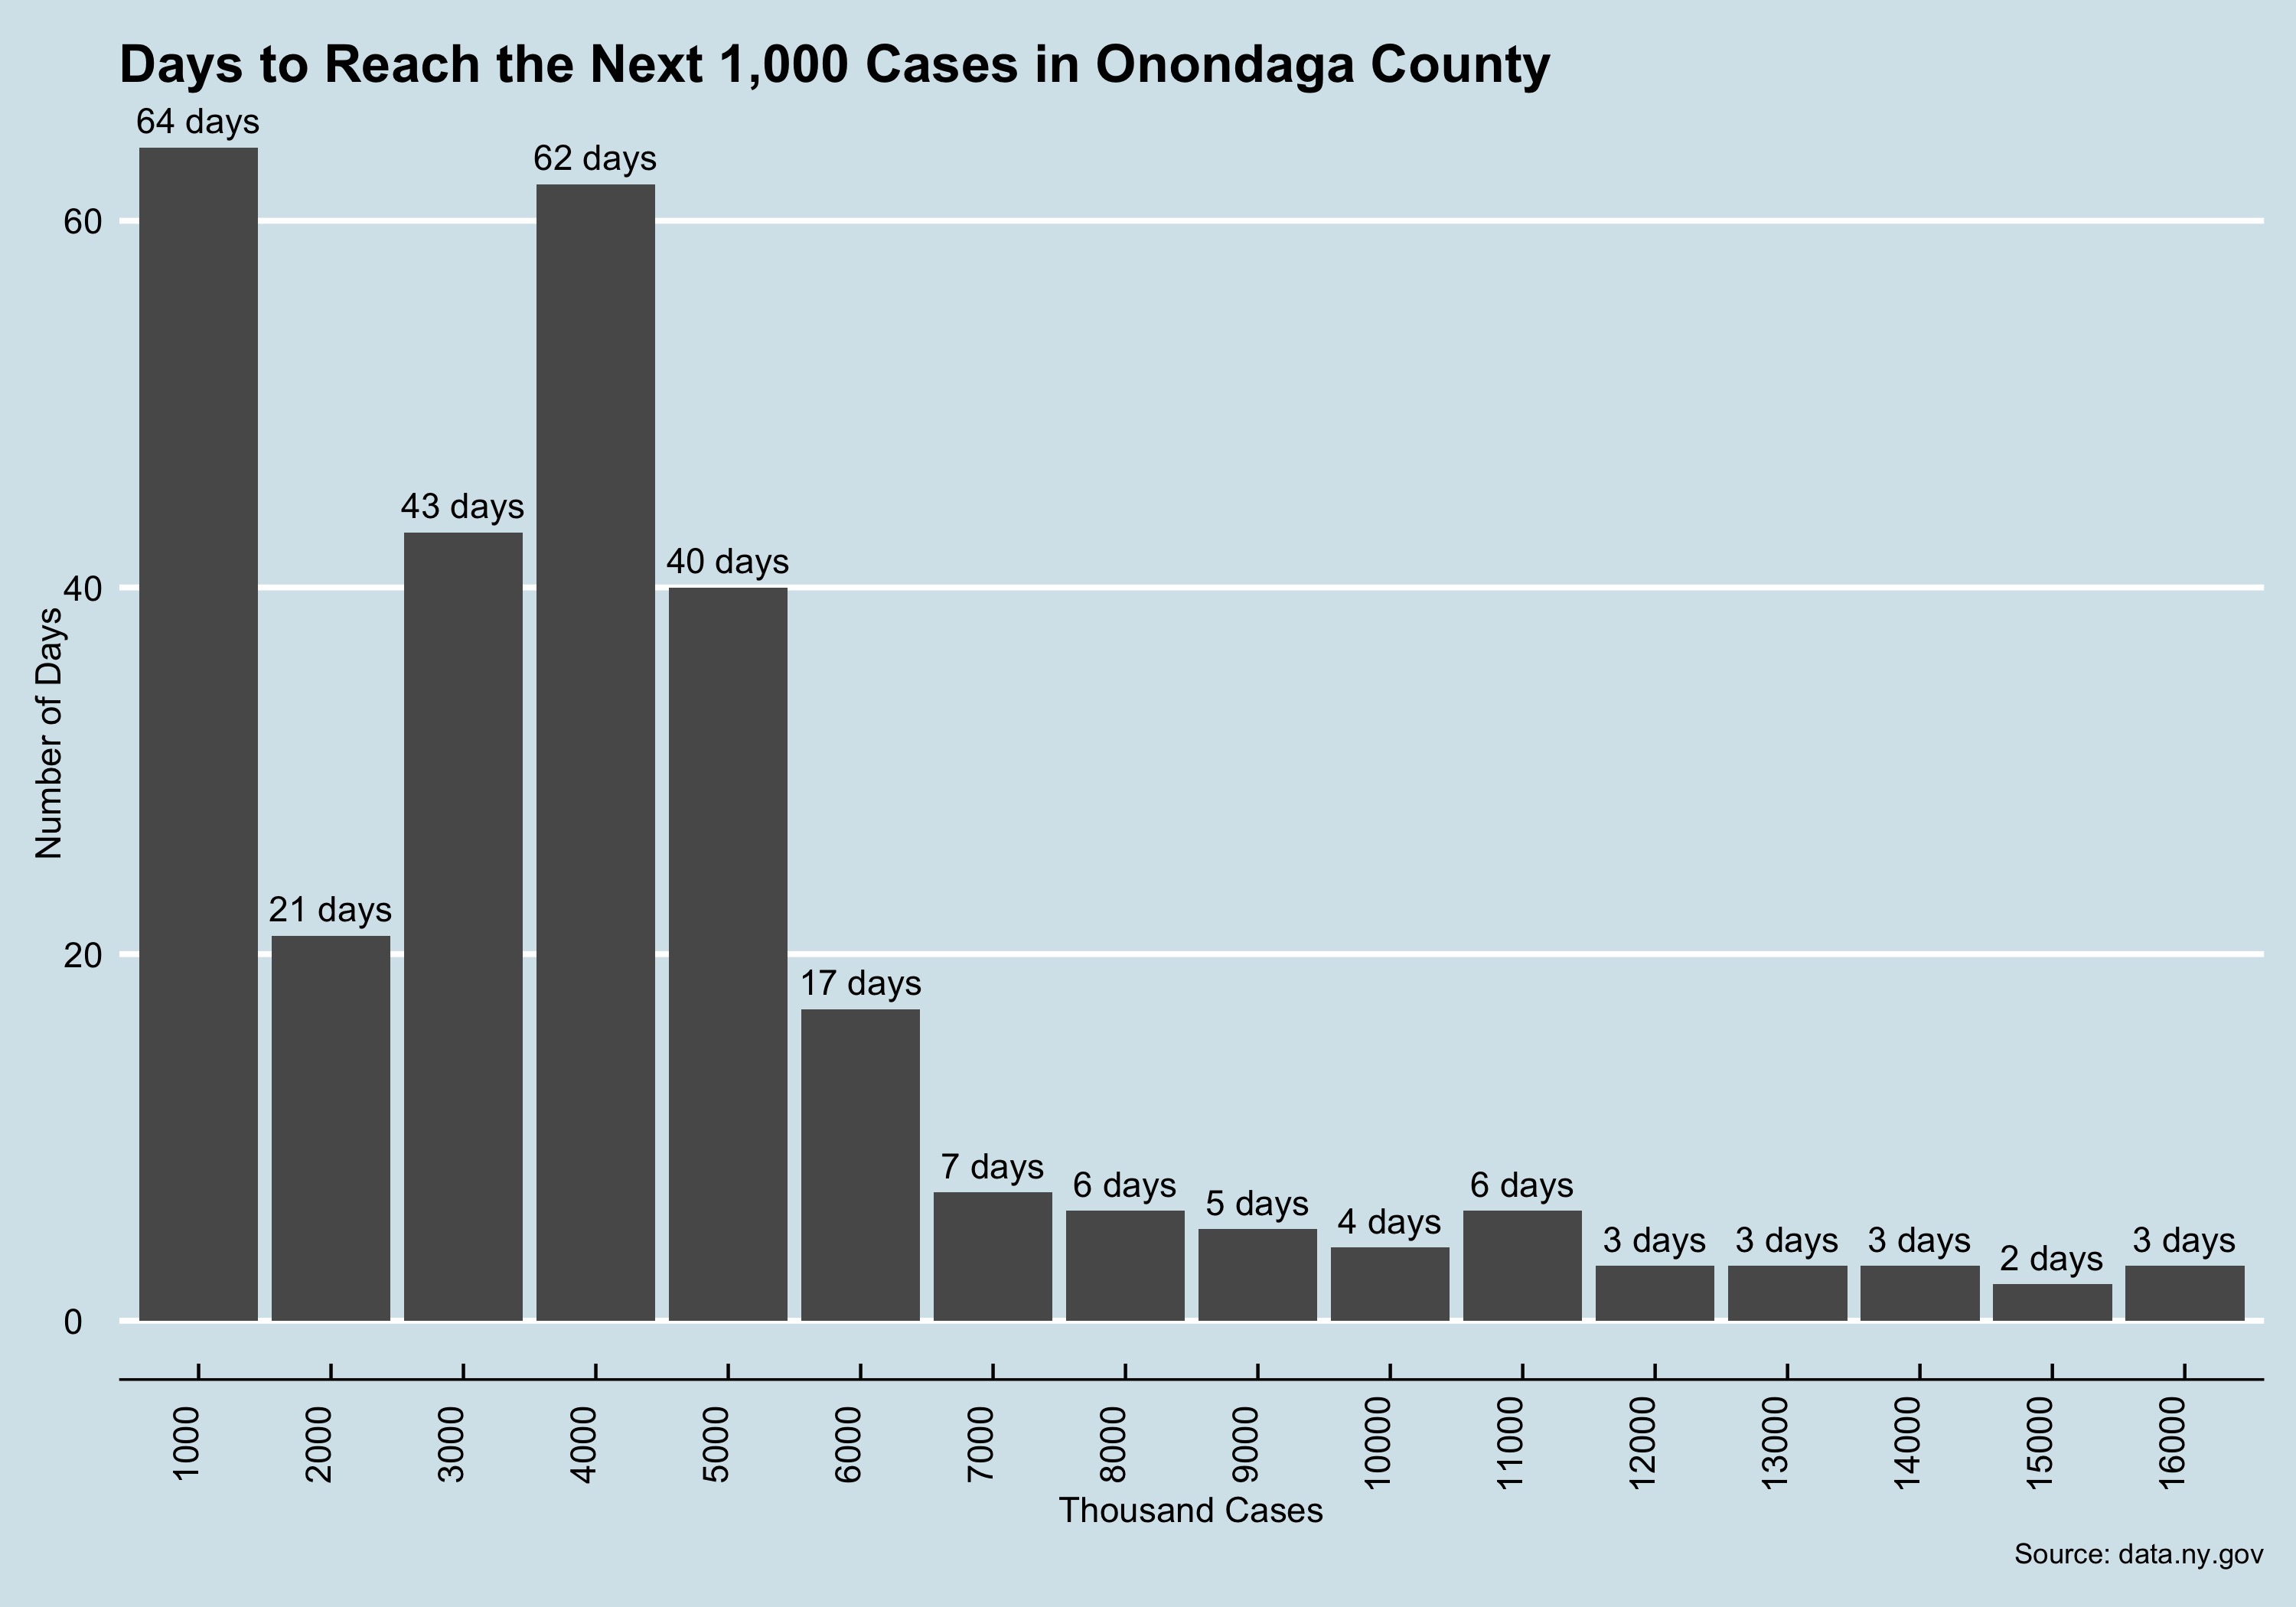 Days to Reach the Next 1,000 Cases in Onondaga County
64 days
62 days
60
43 days
40 days
40
Number of Days
21 days
20
17 days
7 days
6 days
5 days
4 days
6 days
3 days
3 days
3 days
2 days
3 days
0
1000
2000
3000
4000
5000
6000
7000
8000
9000
10000
11000
12000
13000
14000
15000
16000
Thousand Cases
Source: data.ny.gov